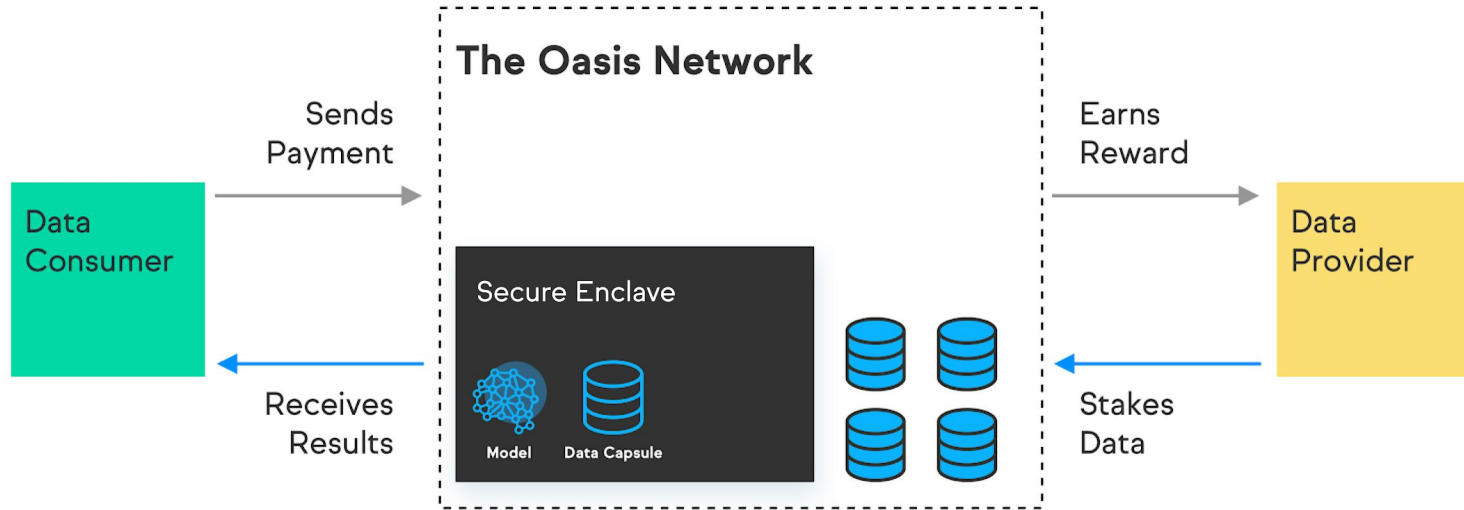 The Oasis Network
Sends
Payment
Earns
Reward
Data
Consumer
Data
Provider
Secure Enclave
Model
Data Capsule
Receives
Results
Stakes
Data